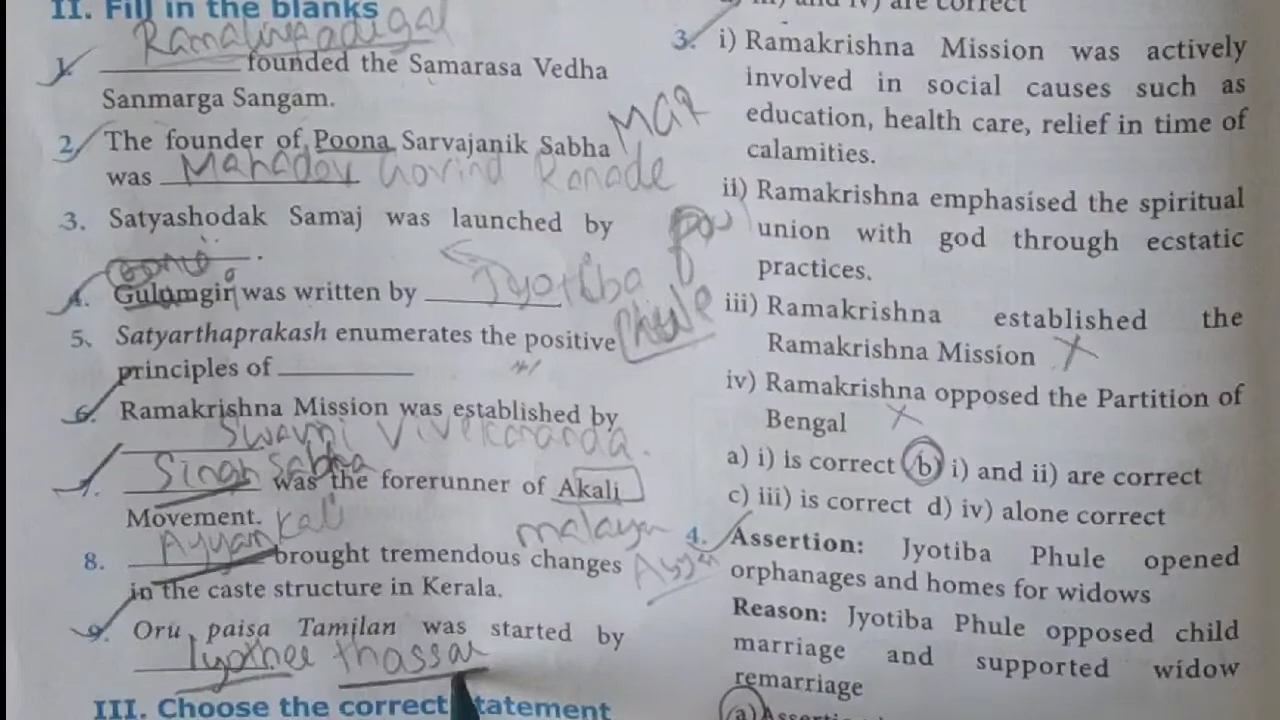 II. Fill in the blanks
Ramalingadigal
1. founded the Samarasa Vedha
Sanmarga Sangam.
MGR
2. The founder of Poona Sarvajanik Sabha
was Mahadev Govind Ranade
3. Satyashodak Samaj was launched by
4. Gulamgiri was written by Jyotiba
Phule
5. Satyarthaprakash enumerates the positive
principles of
6. Ramakrishna Mission was established by
Swami Vivekananda.
Singh Sabha
7. was the forerunner of Akali
Movement.
Ayyankali malayu
8. brought tremendous changes Ayyan
in the caste structure in Kerala.
9. Oru paisa Tamilan was started by
Iyothee thassar
III. Choose the correct statement
iii) and iv) are correct
3. i) Ramakrishna Mission was actively
involved in social causes such as
education, health care, relief in time of
calamities.
ii) Ramakrishna emphasised the spiritual
union with god through ecstatic
practices.
iii) Ramakrishna established the
Ramakrishna Mission
iv) Ramakrishna opposed the Partition of
Bengal
a) i) is correct b) i) and ii) are correct
c) iii) is correct d) iv) alone correct
4. Assertion: Jyotiba Phule opened
orphanages and homes for widows
Reason: Jyotiba Phule opposed child
marriage and supported widow
remarriage
a)